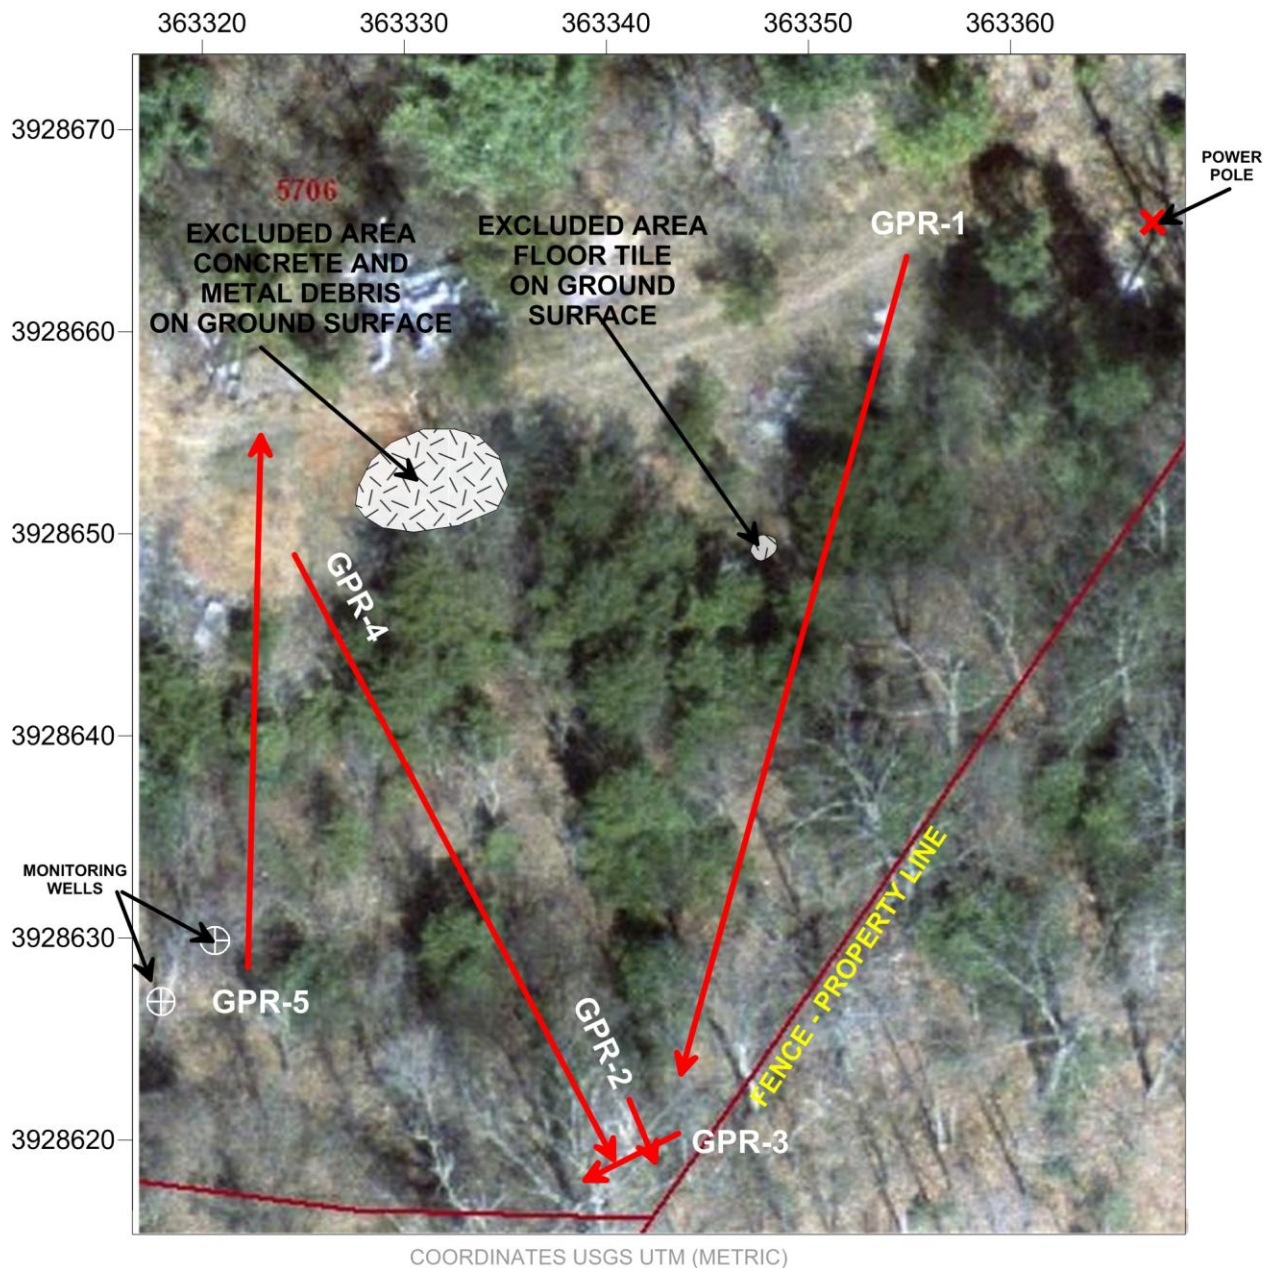 363320 363330 363340 363350 363360
3928670
3928660
3928650
3928640
3928630
3928620
POWER
POLE
5706
EXCLUDED AREA
CONCRETE AND
METAL DEBRIS
ON GROUND SURFACE
EXCLUDED AREA
FLOOR TILE
ON GROUND
SURFACE
GPR-1
GPR-4
MONITORING
WELLS
GPR-5
GPR-2
GPR-3
FENCE - PROPERTY LINE
COORDINATES USGS UTM (METRIC)